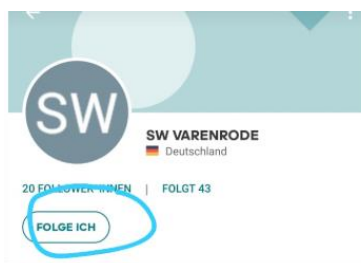 SW
SW VARENRODE
Deutschland
20 FOLLOWER*INNEN | FOLGT 43
FOLGE ICH